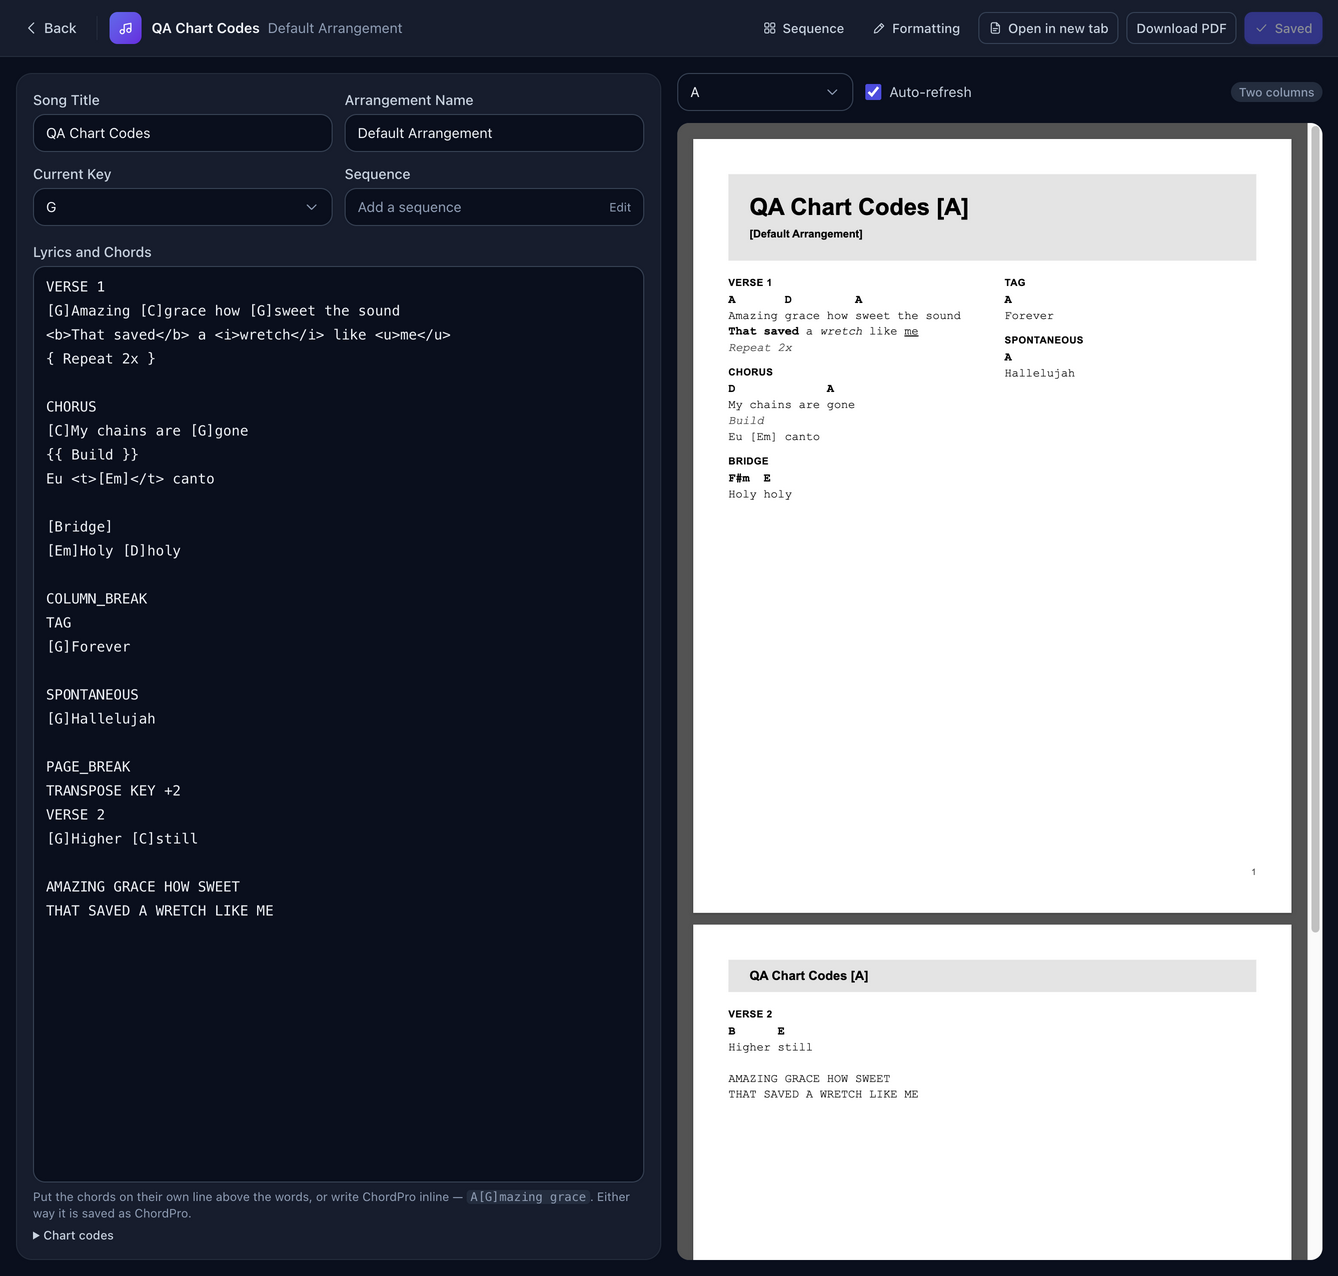 Back
QA Chart Codes Default Arrangement
Sequence
Formatting
Open in new tab
Download PDF
Saved
Song Title
QA Chart Codes
Arrangement Name
Default Arrangement
Current Key
G
Sequence
Add a sequence
Edit
Lyrics and Chords
VERSE 1
[G]Amazing [C]grace how [G]sweet the sound
<b>That saved</b> a <i>wretch</i> like <u>me</u>
{ Repeat 2x }
CHORUS
[C]My chains are [G]gone
{{ Build }}
Eu <t>[Em]</t> canto
[Bridge]
[Em]Holy [D]holy
COLUMN_BREAK
TAG
[G]Forever
SPONTANEOUS
[G]Hallelujah
PAGE_BREAK
TRANSPOSE KEY +2
VERSE 2
[G]Higher [C]still
AMAZING GRACE HOW SWEET
THAT SAVED A WRETCH LIKE ME
Put the chords on their own line above the words, or write ChordPro inline — A[G]mazing grace. Either
way it is saved as ChordPro.
Chart codes
A
Auto-refresh
Two columns
QA Chart Codes [A]
[Default Arrangement]
VERSE 1
A D A
Amazing grace how sweet the sound
That saved a wretch like me
Repeat 2x
CHORUS
D A
My chains are gone
Build
Eu [Em] canto
BRIDGE
F#m E
Holy holy
TAG
A
Forever
SPONTANEOUS
A
Hallelujah
1
QA Chart Codes [A]
VERSE 2
B E
Higher still
AMAZING GRACE HOW SWEET
THAT SAVED A WRETCH LIKE ME